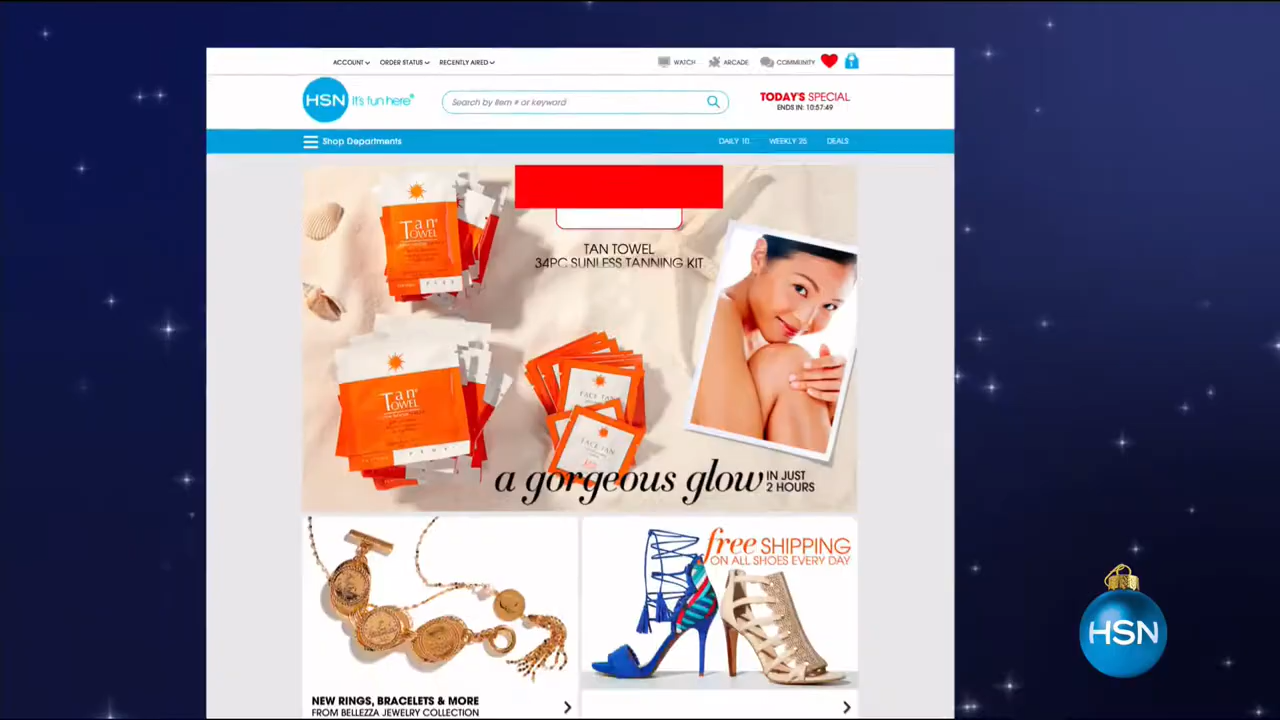 ACCOUNT ORDER STATUS RECENTLY AIRED WATCH ARCADE COMMUNITY
HSN It's fun here®
Search by item # or keyword
TODAY'S SPECIAL
ENDS IN: 10:57:49
Shop Departments DAILY 10 WEEKLY 25 DEALS
Tan
TOWEL
TAN TOWEL
34PC SUNLESS TANNING KIT
Tan
TOWEL
FACE TAN
FACE TAN
a gorgeous glow IN JUST
2 HOURS
free SHIPPING
ON ALL SHOES EVERY DAY
NEW RINGS, BRACELETS & MORE
FROM BELLEZZA JEWELRY COLLECTION
HSN